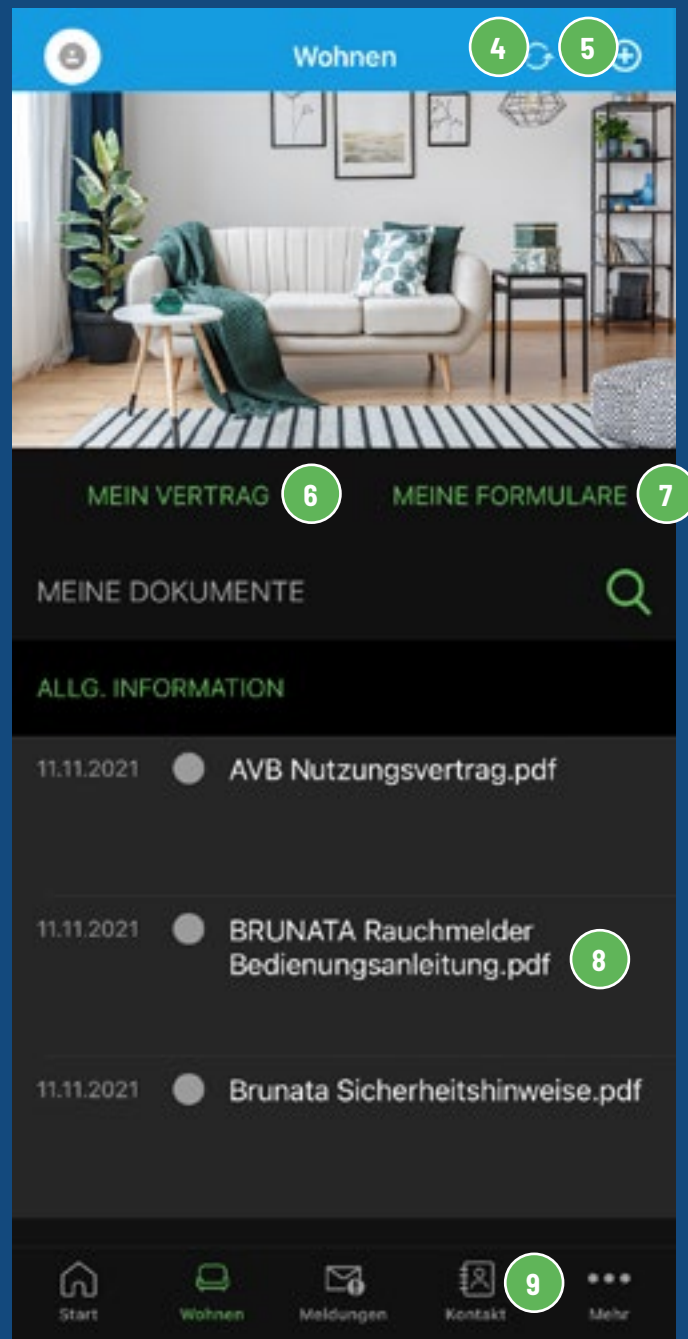 Wohnen 4 5
MEIN VERTRAG 6 MEINE FORMULARE 7
MEINE DOKUMENTE
ALLG. INFORMATION
11.11.2021 AVB Nutzungsvertrag.pdf
11.11.2021 BRUNATA Rauchmelder
Bedienungsanleitung.pdf 8
11.11.2021 Brunata Sicherheitshinweise.pdf
9
Start Wohnen Meldungen Kontakt Mehr